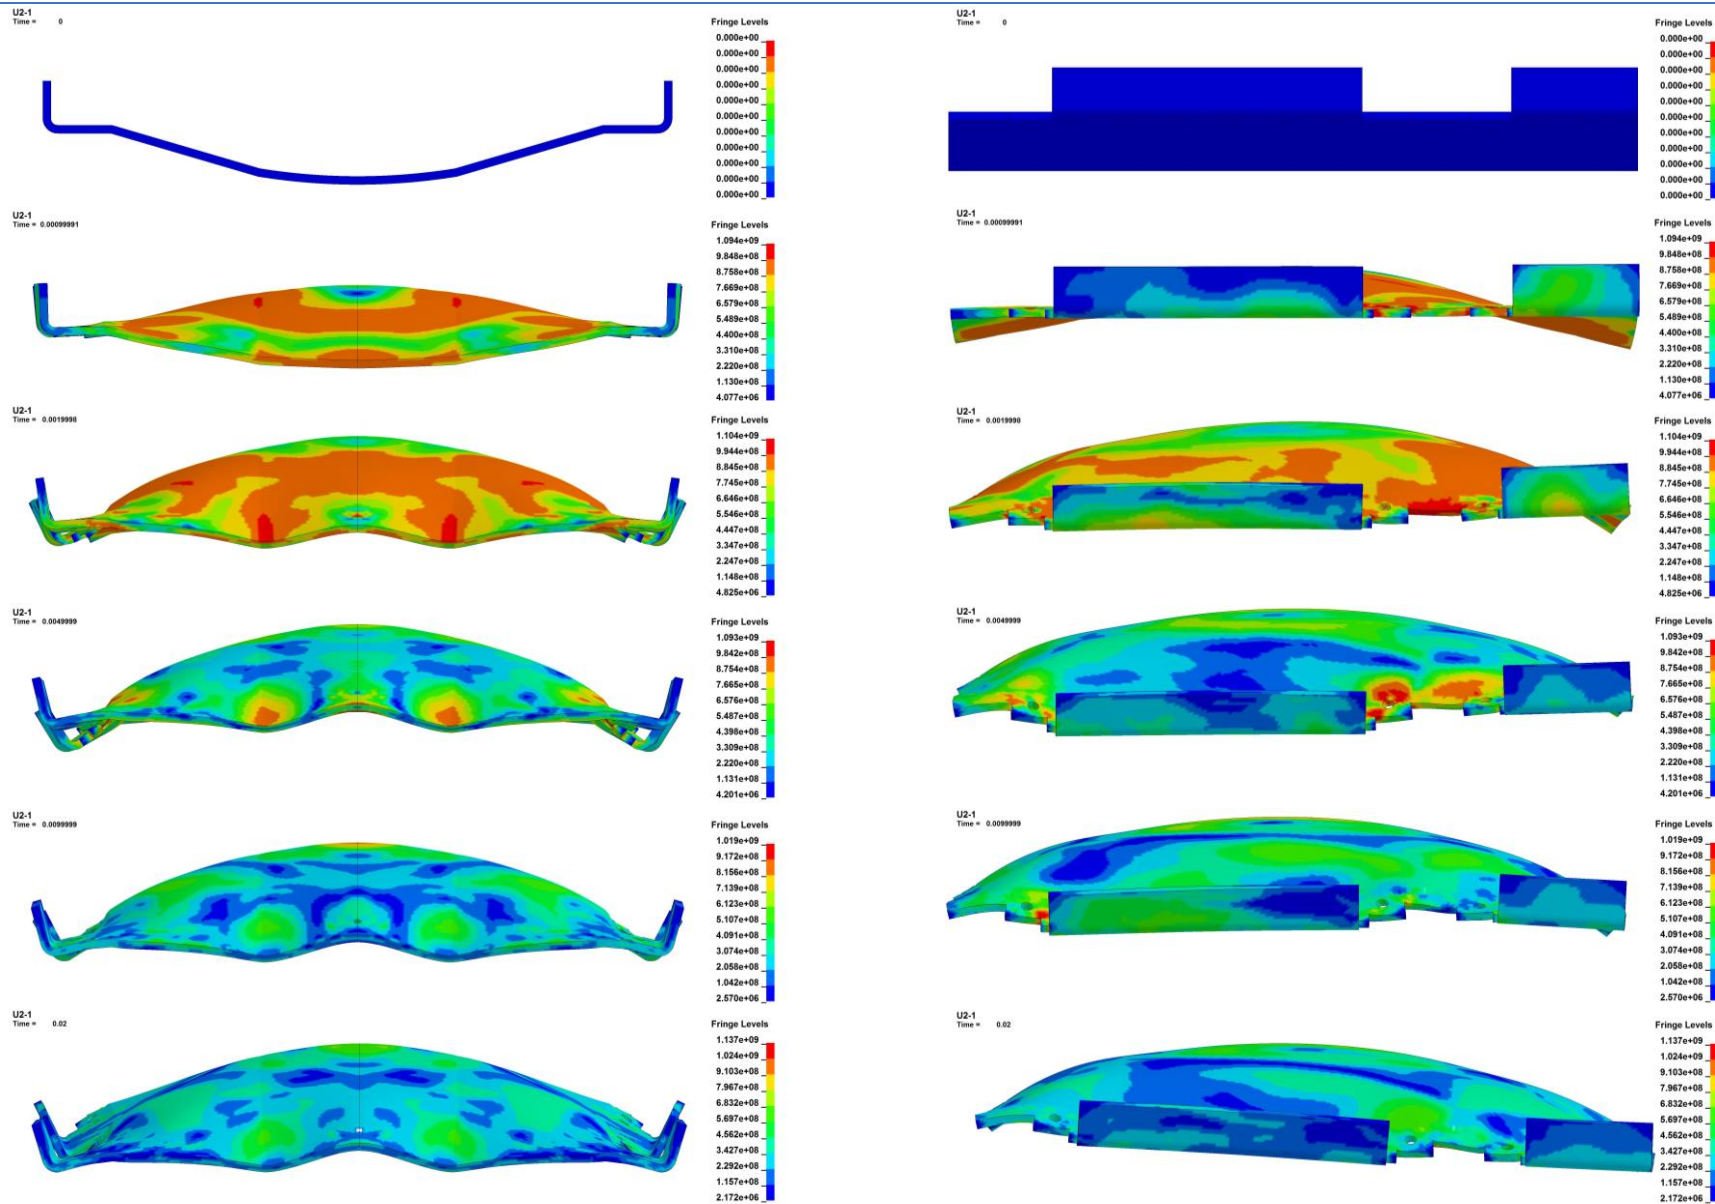 U2-1
Time = 0
Fringe Levels
0.000e+00
0.000e+00
0.000e+00
0.000e+00
0.000e+00
0.000e+00
0.000e+00
0.000e+00
0.000e+00
0.000e+00
0.000e+00
U2-1
Time = 0
Fringe Levels
0.000e+00
0.000e+00
0.000e+00
0.000e+00
0.000e+00
0.000e+00
0.000e+00
0.000e+00
0.000e+00
0.000e+00
0.000e+00
U2-1
Time = 0.00099991
Fringe Levels
1.094e+09
9.848e+08
8.758e+08
7.669e+08
6.579e+08
5.489e+08
4.400e+08
3.310e+08
2.220e+08
1.130e+08
4.077e+06
U2-1
Time = 0.00099991
Fringe Levels
1.094e+09
9.848e+08
8.758e+08
7.669e+08
6.579e+08
5.489e+08
4.400e+08
3.310e+08
2.220e+08
1.130e+08
4.077e+06
U2-1
Time = 0.0019998
Fringe Levels
1.104e+09
9.944e+08
8.845e+08
7.745e+08
6.646e+08
5.546e+08
4.447e+08
3.347e+08
2.247e+08
1.148e+08
4.825e+06
U2-1
Time = 0.0019998
Fringe Levels
1.104e+09
9.944e+08
8.845e+08
7.745e+08
6.646e+08
5.546e+08
4.447e+08
3.347e+08
2.247e+08
1.148e+08
4.825e+06
U2-1
Time = 0.0049999
Fringe Levels
1.093e+09
9.842e+08
8.754e+08
7.665e+08
6.576e+08
5.487e+08
4.398e+08
3.309e+08
2.220e+08
1.131e+08
4.201e+06
U2-1
Time = 0.0049999
Fringe Levels
1.093e+09
9.842e+08
8.754e+08
7.665e+08
6.576e+08
5.487e+08
4.398e+08
3.309e+08
2.220e+08
1.131e+08
4.201e+06
U2-1
Time = 0.0099999
Fringe Levels
1.019e+09
9.172e+08
8.156e+08
7.139e+08
6.123e+08
5.107e+08
4.091e+08
3.074e+08
2.058e+08
1.042e+08
2.570e+06
U2-1
Time = 0.0099999
Fringe Levels
1.019e+09
9.172e+08
8.156e+08
7.139e+08
6.123e+08
5.107e+08
4.091e+08
3.074e+08
2.058e+08
1.042e+08
2.570e+06
U2-1
Time = 0.02
Fringe Levels
1.137e+09
1.024e+09
9.103e+08
7.967e+08
6.832e+08
5.697e+08
4.562e+08
3.427e+08
2.292e+08
1.157e+08
2.172e+06
U2-1
Time = 0.02
Fringe Levels
1.137e+09
1.024e+09
9.103e+08
7.967e+08
6.832e+08
5.697e+08
4.562e+08
3.427e+08
2.292e+08
1.157e+08
2.172e+06